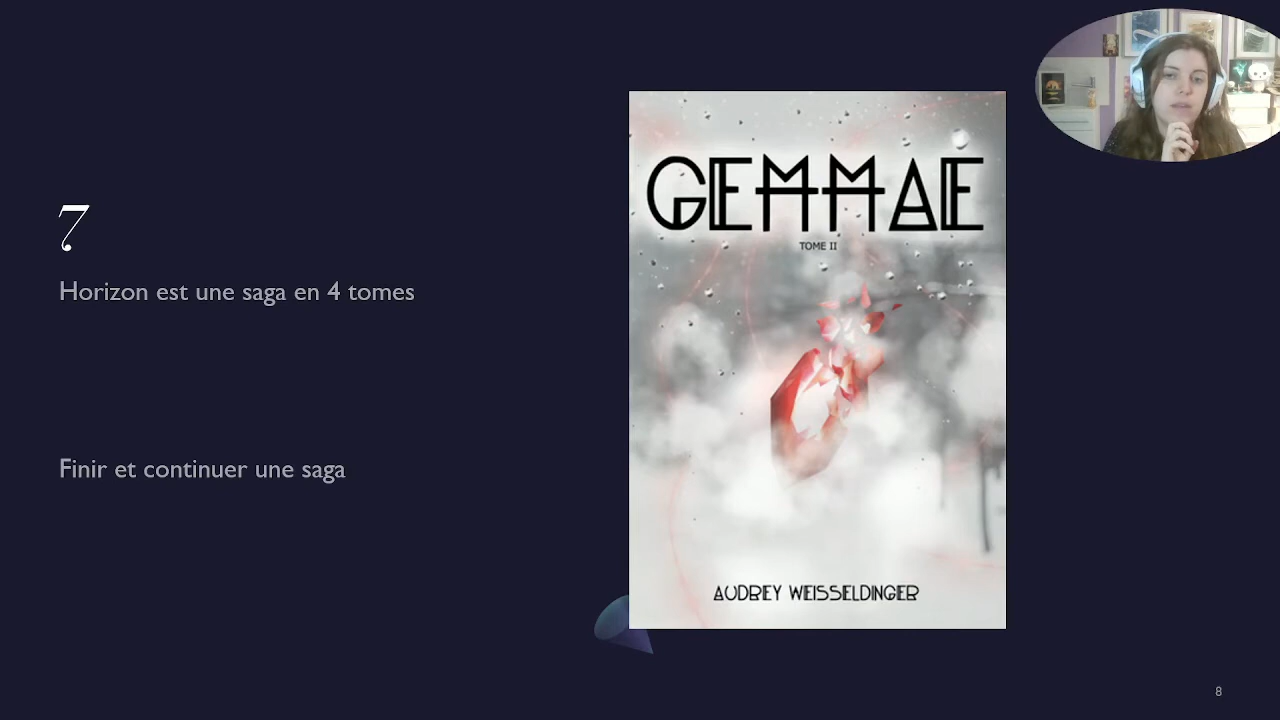 7
Horizon est une saga en 4 tomes
Finir et continuer une saga
GEMMAE
TOME II
AUDREY WEISSELDINGER
8